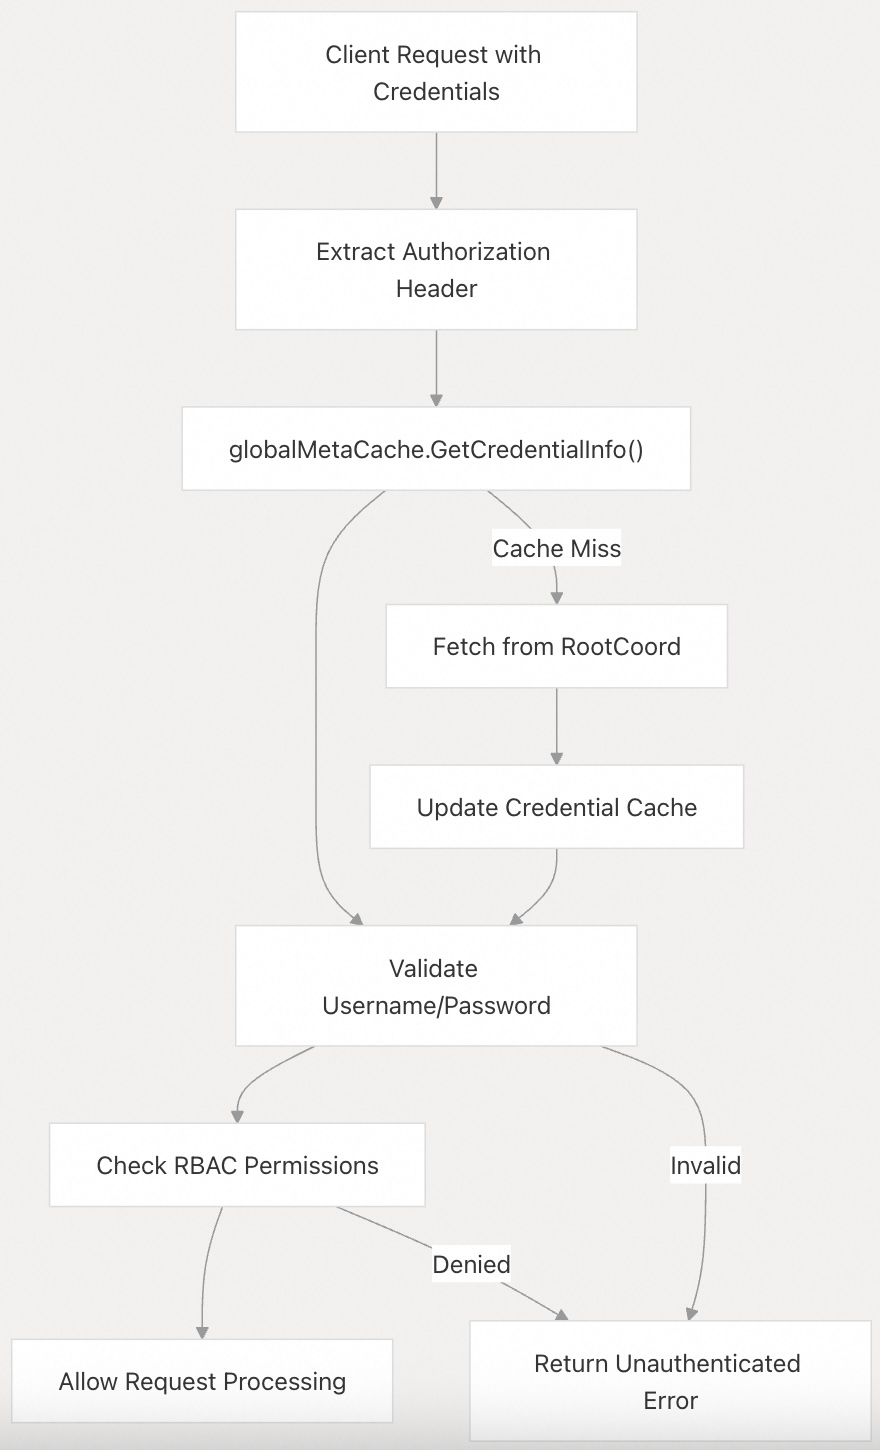 Client Request with
Credentials
Extract Authorization
Header
globalMetaCache.GetCredentialInfo()
Cache Miss
Fetch from RootCoord
Update Credential Cache
Validate
Username/Password
Check RBAC Permissions
Invalid
Denied
Allow Request Processing
Return Unauthenticated
Error